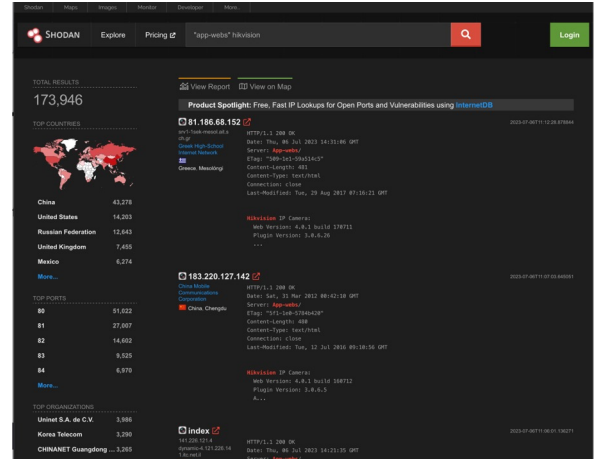 Shodan Maps Images Monitor Developer More...
SHODAN Explore Pricing "app-webs" hikvision Login
TOTAL RESULTS
173,946
TOP COUNTRIES
China 43,278
United States 14,203
Russian Federation 12,643
United Kingdom 7,455
Mexico 6,274
More...
TOP PORTS
80 51,022
81 27,007
82 14,602
83 9,525
84 6,970
More...
TOP ORGANIZATIONS
Uninet S.A. de C.V. 3,986
Korea Telecom 3,290
CHINANET Guangdong ... 3,265
View Report View on Map
Product Spotlight: Free, Fast IP Lookups for Open Ports and Vulnerabilities using InternetDB
81.186.68.152
Greek High-School
Internet Network
Greece, Mesolóngi
HTTP/1.1 200 OK
Date: Thu, 06 Jul 2023 14:31:06 GMT
Server: App-webs/
ETag: "509-1e1-59a514c5"
Content-Length: 481
Content-Type: text/html
Connection: close
Last-Modified: Tue, 29 Aug 2017 07:16:21 GMT
Hikvision IP Camera:
Web Version: 4.0.1 build 170711
Plugin Version: 3.0.6.26
...
183.220.127.142
China Mobile
Communications
Corporation
China, Chengdu
HTTP/1.1 200 OK
Date: Sat, 31 Mar 2012 00:42:10 GMT
Server: App-webs/
ETag: "5f1-1e0-5784b420"
Content-Length: 480
Content-Type: text/html
Connection: close
Last-Modified: Tue, 12 Jul 2016 09:10:56 GMT
Hikvision IP Camera:
Web Version: 4.0.1 build 160712
Plugin Version: 3.0.6.5
A...
index
141.226.121.4
HTTP/1.1 200 OK
Date: Thu, 06 Jul 2023 14:21:35 GMT